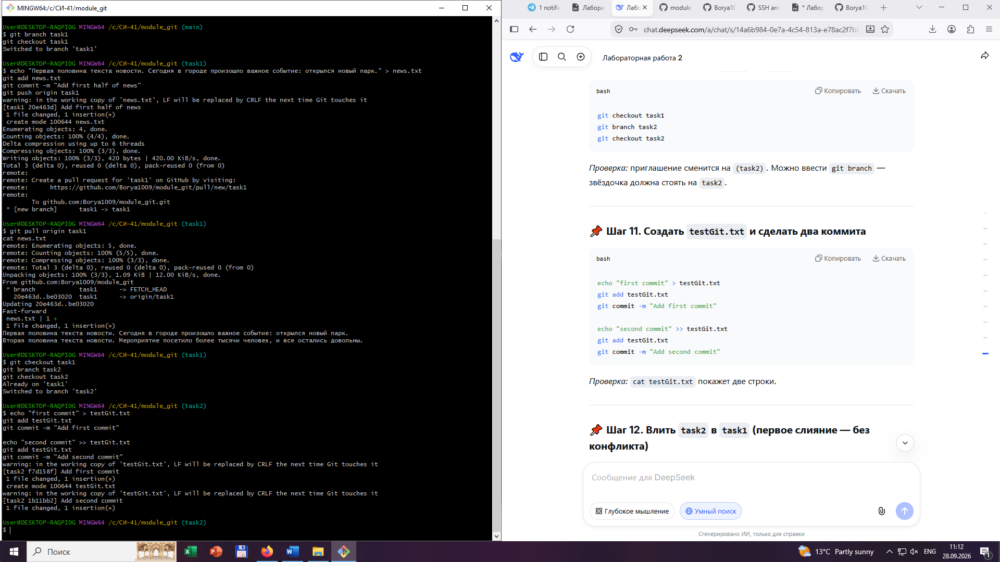 MINGW64:/c/СИ-41/module_git
User@DESKTOP-RAQPIOG MINGW64 /c/СИ-41/module_git (main)
$ git branch task1
git checkout task1
Switched to branch 'task1'
User@DESKTOP-RAQPIOG MINGW64 /c/СИ-41/module_git (task1)
$ echo "Первая половина текста новости. Сегодня в городе произошло важное событие: открылся новый парк." > news.txt
git add news.txt
git commit -m "Add first half of news"
git push origin task1
warning: in the working copy of 'news.txt', LF will be replaced by CRLF the next time Git touches it
[task1 20e463d] Add first half of news
1 file changed, 1 insertion(+)
create mode 100644 news.txt
Enumerating objects: 4, done.
Counting objects: 100% (4/4), done.
Delta compression using up to 6 threads
Compressing objects: 100% (3/3), done.
Writing objects: 100% (3/3), 420 bytes | 420.00 KiB/s, done.
Total 3 (delta 0), reused 0 (delta 0), pack-reused 0 (from 0)
remote:
remote: Create a pull request for 'task1' on GitHub by visiting:
remote:      https://github.com/Borya1009/module_git/pull/new/task1
remote:
To github.com:Borya1009/module_git.git
* [new branch]      task1 -> task1
User@DESKTOP-RAQPIOG MINGW64 /c/СИ-41/module_git (task1)
$ git pull origin task1
cat news.txt
remote: Enumerating objects: 5, done.
remote: Counting objects: 100% (5/5), done.
remote: Compressing objects: 100% (3/3), done.
remote: Total 3 (delta 0), reused 0 (delta 0), pack-reused 0 (from 0)
Unpacking objects: 100% (3/3), 1.09 KiB | 12.00 KiB/s, done.
From github.com:Borya1009/module_git
* branch            task1      -> FETCH_HEAD
20e463d..be03020  task1      -> origin/task1
Updating 20e463d..be03020
Fast-forward
news.txt | 1 +
1 file changed, 1 insertion(+)
Первая половина текста новости. Сегодня в городе произошло важное событие: открылся новый парк.
Вторая половина текста новости. Мероприятие посетило более тысячи человек, и все остались довольны.
User@DESKTOP-RAQPIOG MINGW64 /c/СИ-41/module_git (task1)
$ git checkout task1
git branch task2
git checkout task2
Already on 'task1'
Switched to branch 'task2'
User@DESKTOP-RAQPIOG MINGW64 /c/СИ-41/module_git (task2)
$ echo "first commit" > testGit.txt
git add testGit.txt
git commit -m "Add first commit"
echo "second commit" >> testGit.txt
git add testGit.txt
git commit -m "Add second commit"
warning: in the working copy of 'testGit.txt', LF will be replaced by CRLF the next time Git touches it
[task2 f7d158f] Add first commit
1 file changed, 1 insertion(+)
create mode 100644 testGit.txt
warning: in the working copy of 'testGit.txt', LF will be replaced by CRLF the next time Git touches it
[task2 1b11bb2] Add second commit
1 file changed, 1 insertion(+)
User@DESKTOP-RAQPIOG MINGW64 /c/СИ-41/module_git (task2)
$
1 notific Лабора Лабо module Borya10 SSH and * Лабор Borya10
chat.deepseek.com/a/chat/s/14a6b984-0e7a-4c54-813a-e78ac2f7b
Лабораторная работа 2
bash Копировать Скачать
git checkout task1
git branch task2
git checkout task2
Проверка: приглашение сменится на (task2). Можно ввести git branch —
звёздочка должна стоять на task2.
Шаг 11. Создать testGit.txt и сделать два коммита
bash Копировать Скачать
echo "first commit" > testGit.txt
git add testGit.txt
git commit -m "Add first commit"
echo "second commit" >> testGit.txt
git add testGit.txt
git commit -m "Add second commit"
Проверка: cat testGit.txt покажет две строки.
Шаг 12. Влить task2 в task1 (первое слияние — без
конфликта)
Сообщение для DeepSeek
Глубокое мышление Умный поиск
Сгенерировано ИИ, только для справки
Поиск
13°C Partly sunny ENG 11:12
28.09.2026
1